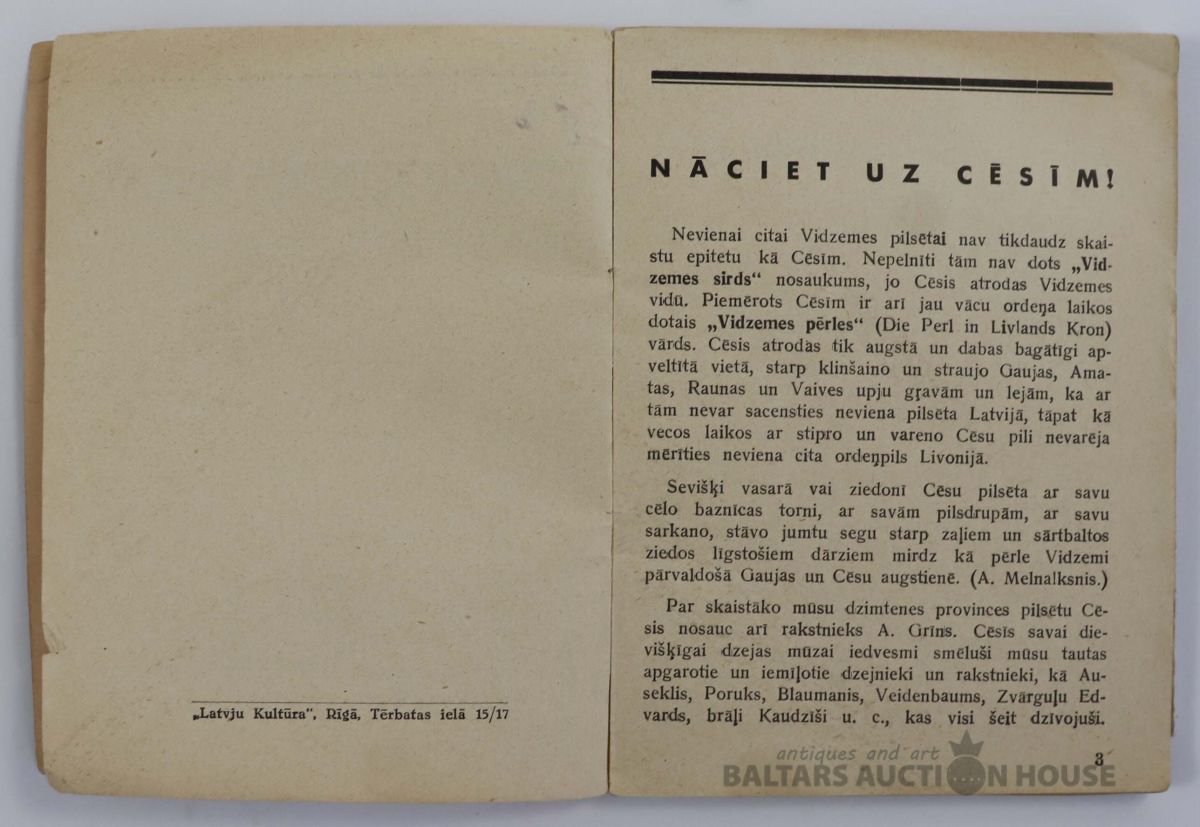 „Latvju Kultūra“, Rīgā, Tērbatas ielā 15/17
NĀCIET UZ CĒSĪM!
Nevienai citai Vidzemes pilsētai nav tikdaudz skai-
stu epitetu kā Cēsīm. Nepelnīti tām nav dots „Vid-
zemes sirds“ nosaukums, jo Cēsis atrodas Vidzemes
vidū. Piemērots Cēsīm ir arī jau vācu ordeņa laikos
dotais „Vidzemes pērles“ (Die Perl in Livlands Kron)
vārds. Cēsis atrodas tik augstā un dabas bagātīgi ap-
veltītā vietā, starp klinšaino un straujo Gaujas, Ama-
tas, Raunas un Vaives upju gŗavām un lejām, ka ar
tām nevar sacensties neviena pilsēta Latvijā, tāpat kā
vecos laikos ar stipro un vareno Cēsu pili nevarēja
mērīties neviena cita ordeņpils Livonijā.
Sevišķi vasarā vai ziedonī Cēsu pilsēta ar savu
cēlo baznīcas torni, ar savām pilsdrupām, ar savu
sarkano, stāvo jumtu segu starp zaļiem un sārtbaltos
ziedos līgstošiem dārziem mirdz kā pērle Vidzemi
pārvaldošā Gaujas un Cēsu augstienē. (A. Melnalksnis.)
Par skaistāko mūsu dzimtenes provinces pilsētu Cē-
sis nosauc arī rakstnieks A. Grīns. Cēsīs savai die-
višķīgai dzejas mūzai iedvesmi smēluši mūsu tautas
apgarotie un iemīļotie dzejnieki un rakstnieki, kā Au-
seklis, Poruks, Blaumanis, Veidenbaums, Zvārguļu Ed-
vards, brāļi Kaudzīši u. c., kas visi šeit dzīvojuši.
3
antiques and art
BALTARS AUCTION HOUSE